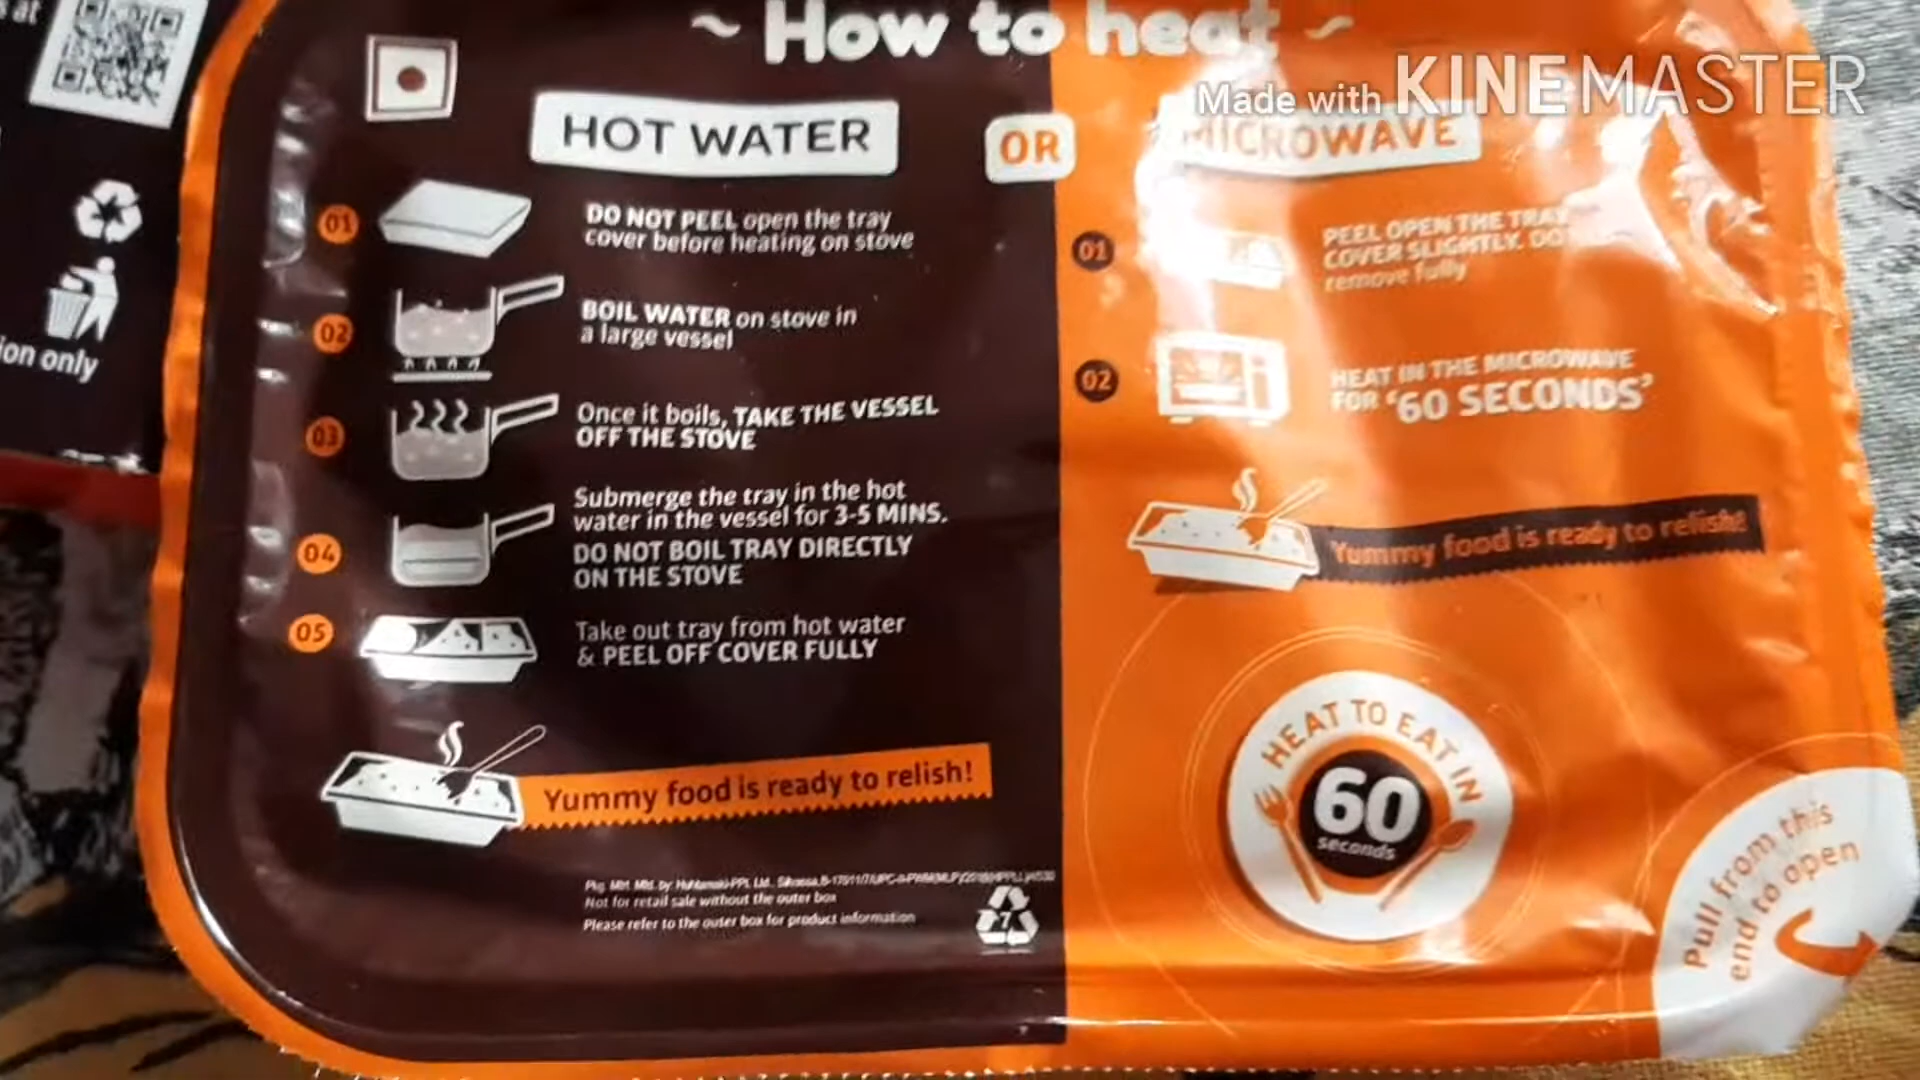 s at
ion only
~ How to heat ~
Made with KINEMASTER
HOT WATER
OR
MICROWAVE
01
DO NOT PEEL open the tray
cover before heating on stove
02
BOIL WATER on stove in
a large vessel
03
Once it boils, TAKE THE VESSEL
OFF THE STOVE
04
Submerge the tray in the hot
water in the vessel for 3-5 MINS.
DO NOT BOIL TRAY DIRECTLY
ON THE STOVE
05
Take out tray from hot water
& PEEL OFF COVER FULLY
Yummy food is ready to relish!
Not for retail sale without the outer box
Please refer to the outer box for product information
7
01
PEEL OPEN THE TRAY
COVER SLIGHTLY. DO
remove fully
02
HEAT IN THE MICROWAVE
FOR ‘60 SECONDS’
Yummy food is ready to relish!
HEAT TO EAT IN
60
seconds
Pull from this
end to open